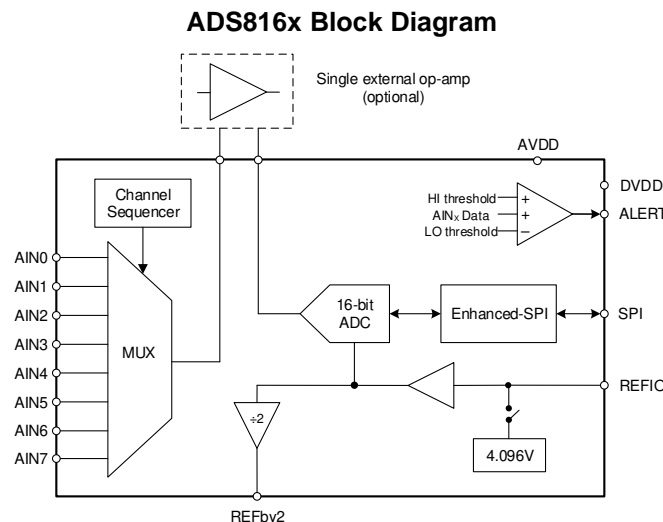 ADS816x Block Diagram
Single external op-amp
(optional)
AVDD
Channel
Sequencer
HI threshold
AINx Data
LO threshold
+
+
−
DVDD
ALERT
AIN0
AIN1
AIN2
AIN3
AIN4
AIN5
AIN6
AIN7
MUX
16-bit
ADC
Enhanced-SPI
SPI
REFIO
÷2
4.096V
REFby2